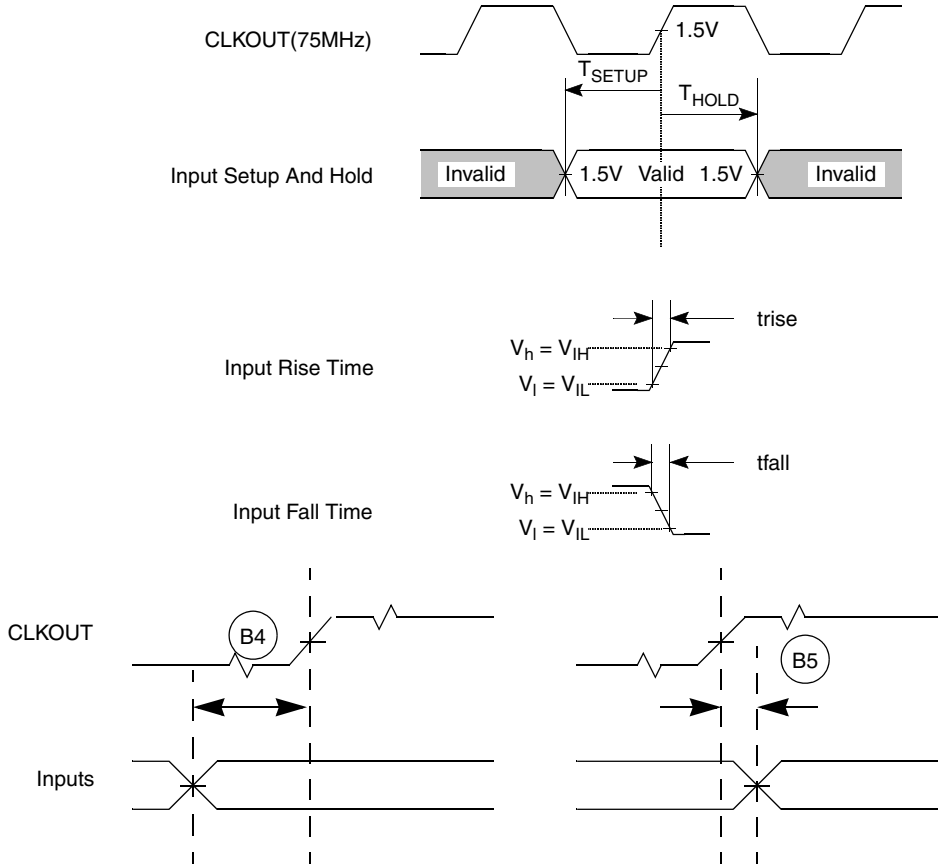 CLKOUT(75MHz)
1.5V
TSETUP
THOLD
Input Setup And Hold
Invalid
1.5V Valid 1.5V
Invalid
trise
Input Rise Time
Vh = VIH
Vl = VIL
tfall
Input Fall Time
Vh = VIH
Vl = VIL
CLKOUT
B4
B5
Inputs